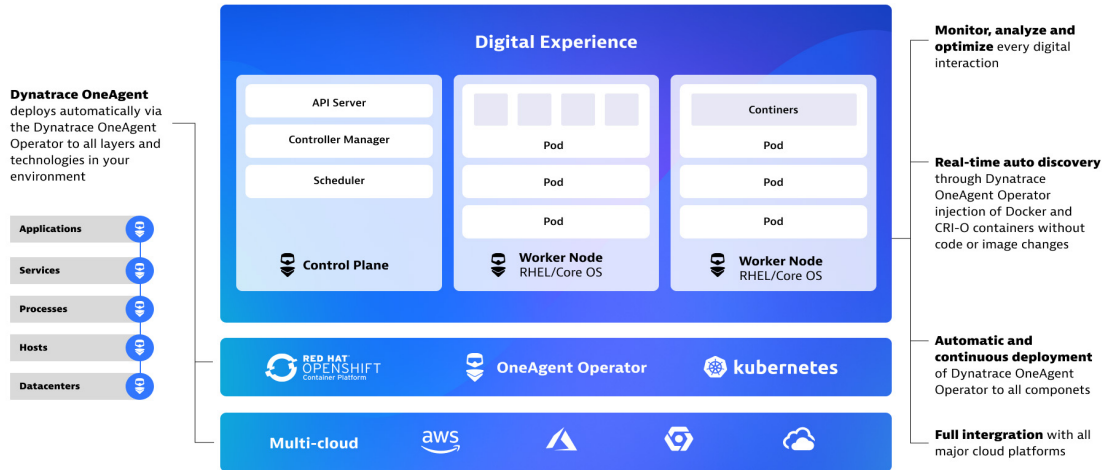 Dynatrace OneAgent
deploys automatically via
the Dynatrace OneAgent
Operator to all layers and
technologies in your
environment
Applications
Services
Processes
Hosts
Datacenters
Digital Experience
API Server
Controller Manager
Scheduler
Control Plane
Pod
Pod
Pod
Worker Node
RHEL/Core OS
Continers
Pod
Pod
Pod
Worker Node
RHEL/Core OS
RED HAT
OPENSHIFT
Container Platform
OneAgent Operator
kubernetes
Multi-cloud
aws
Monitor, analyze and
optimize every digital
interaction
Real-time auto discovery
through Dynatrace
OneAgent Operator
injection of Docker and
CRI-O containers without
code or image changes
Automatic and
continuous deployment
of Dynatrace OneAgent
Operator to all componets
Full intergration with all
major cloud platforms